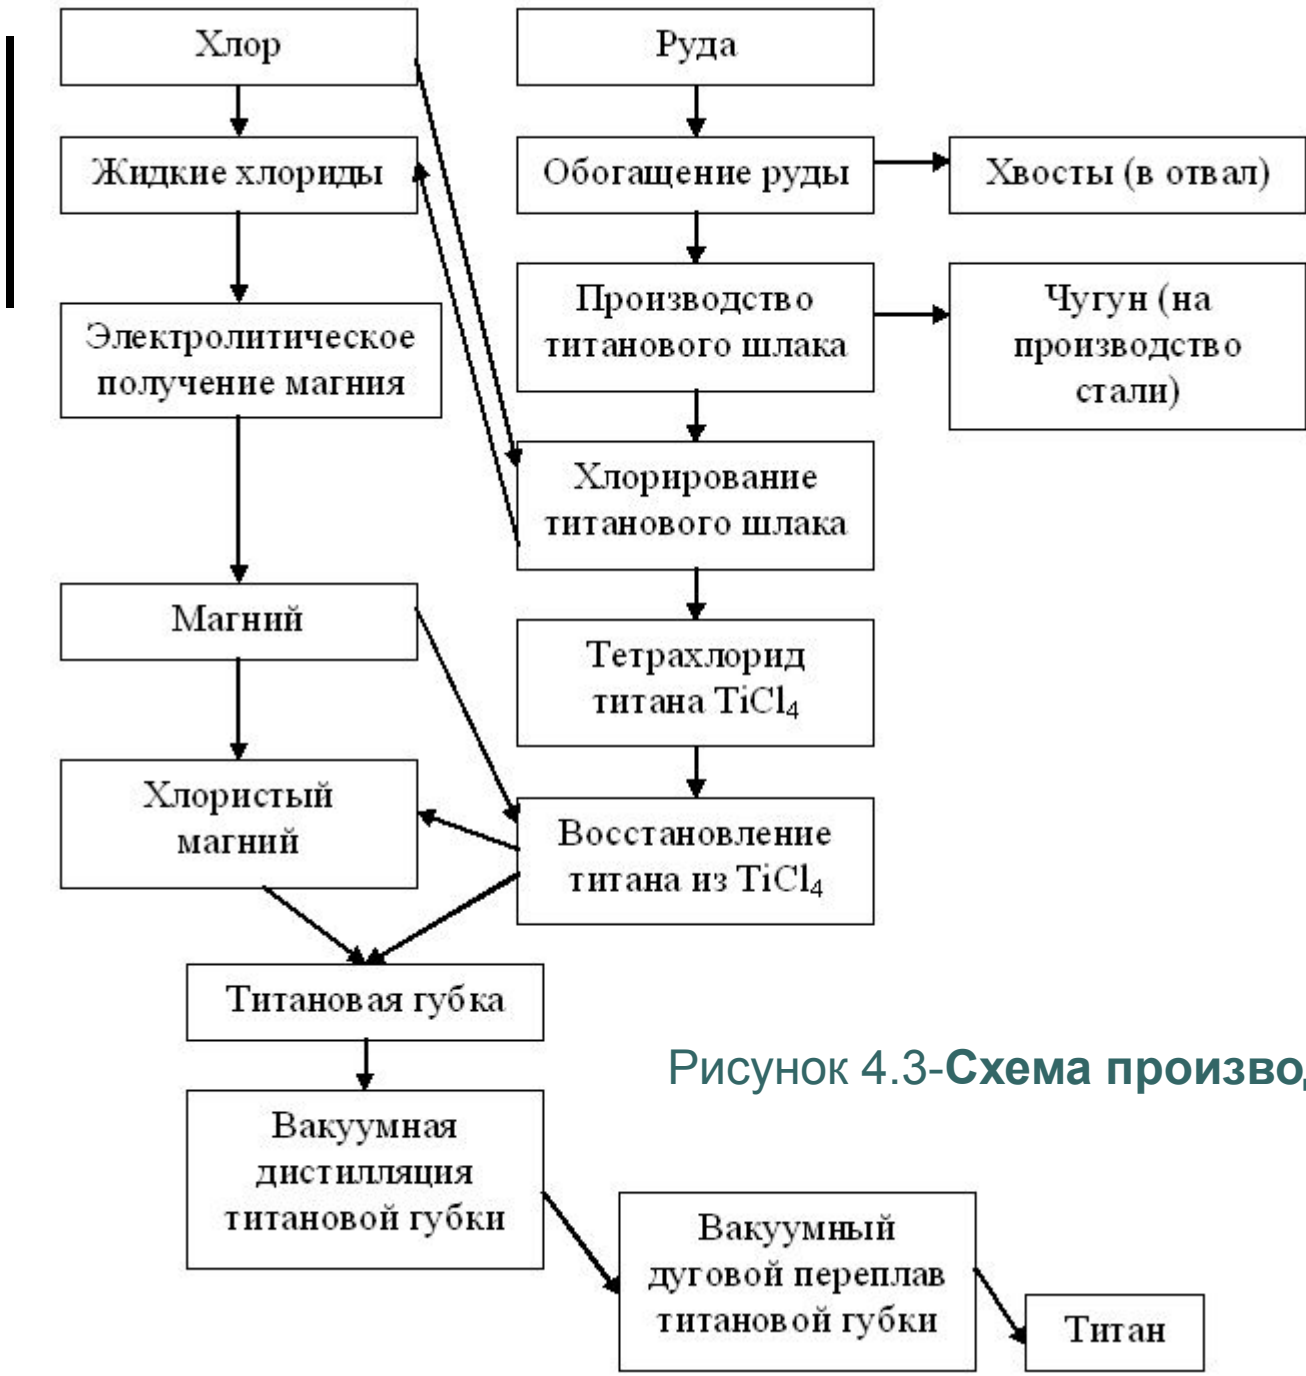 Хлор
Руда
Жидкие хлориды
Обогащение руды
Хвосты (в отвал)
Электролитическое
получение магния
Производство
титанового шлака
Чугун (на
производство
стали)
Хлорирование
титанового шлака
Магний
Тетрахлорид
титана TiCl₄
Хлористый
магний
Восстановление
титана из TiCl₄
Титановая губка
Рисунок 4.3-Схема
Вакуумная
дистилляция
титановой губки
Вакуумный
дуговой переплав
титановой губки
Титан